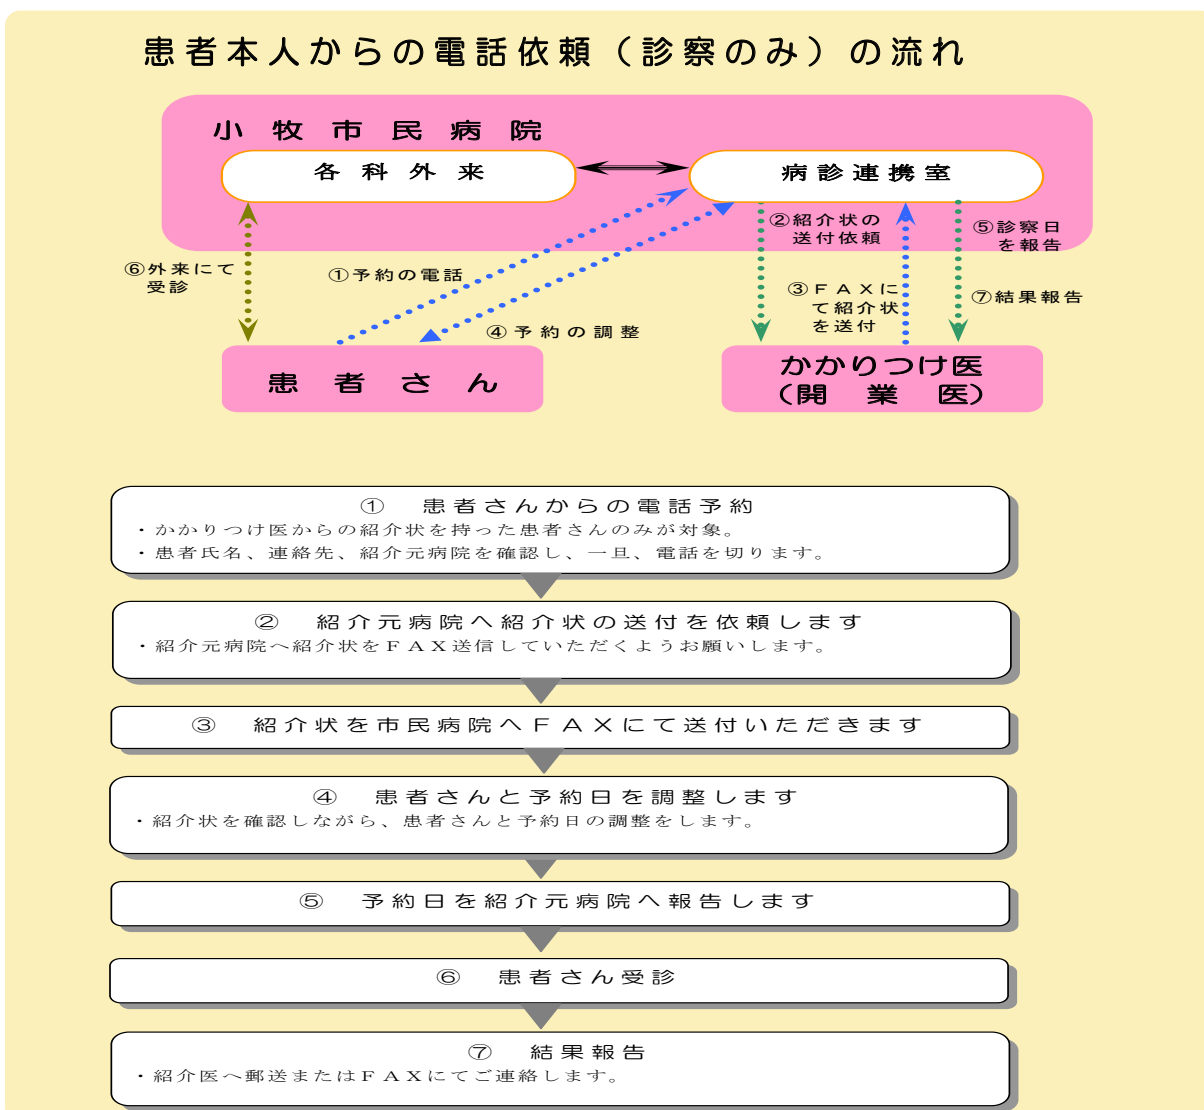 患者本人からの電話依頼（診察のみ）の流れ
小牧市民病院
各科外来
病診連携室
②紹介状の
送付依頼
⑤診察日
を報告
⑥外来にて
受診
①予約の電話
③ＦＡＸに
て紹介状
を送付
⑦結果報告
④予約の調整
患者さん
かかりつけ医
（開業医）
① 患者さんからの電話予約
・かかりつけ医からの紹介状を持った患者さんのみが対象。
・患者氏名、連絡先、紹介元病院を確認し、一旦、電話を切ります。
② 紹介元病院へ紹介状の送付を依頼します
・紹介元病院へ紹介状をＦＡＸ送信していただくようお願いします。
③ 紹介状を市民病院へＦＡＸにて送付いただきます
④ 患者さんと予約日を調整します
・紹介状を確認しながら、患者さんと予約日の調整をします。
⑤ 予約日を紹介元病院へ報告します
⑥ 患者さん受診
⑦ 結果報告
・紹介医へ郵送またはＦＡＸにてご連絡します。